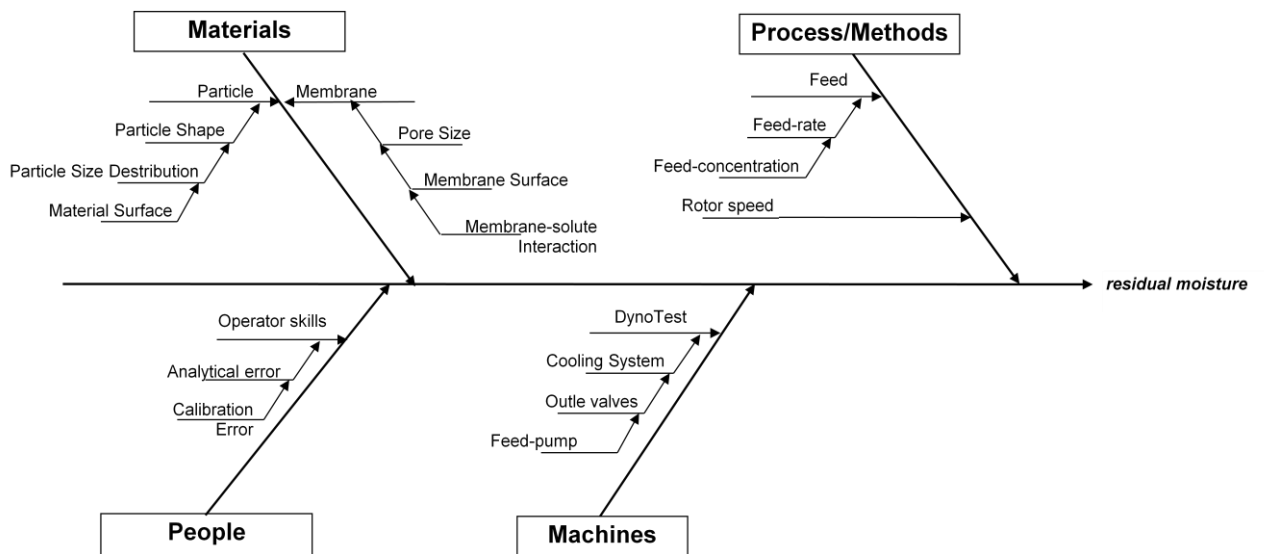 Materials
Process/Methods
Particle
Membrane
Particle Shape
Pore Size
Particle Size Destribution
Membrane Surface
Material Surface
Membrane-solute
Interaction
Feed
Feed-rate
Feed-concentration
Rotor speed
residual moisture
Operator skills
Analytical error
Calibration
Error
DynoTest
Cooling System
Outle valves
Feed-pump
People
Machines